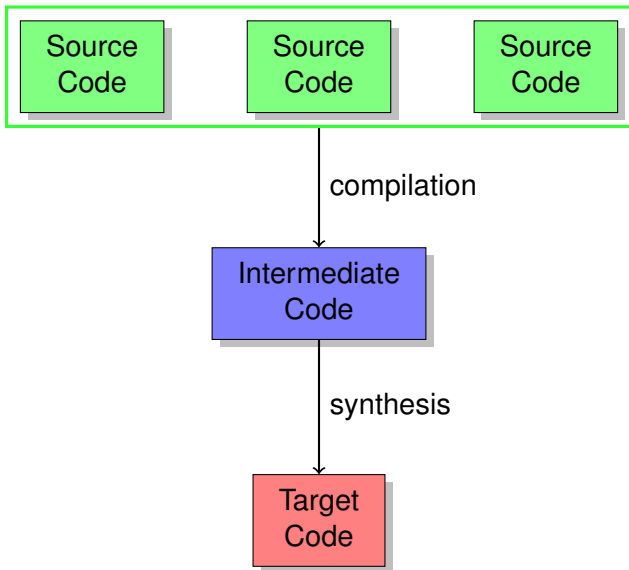 Source
Code
Source
Code
Source
Code
compilation
Intermediate
Code
synthesis
Target
Code